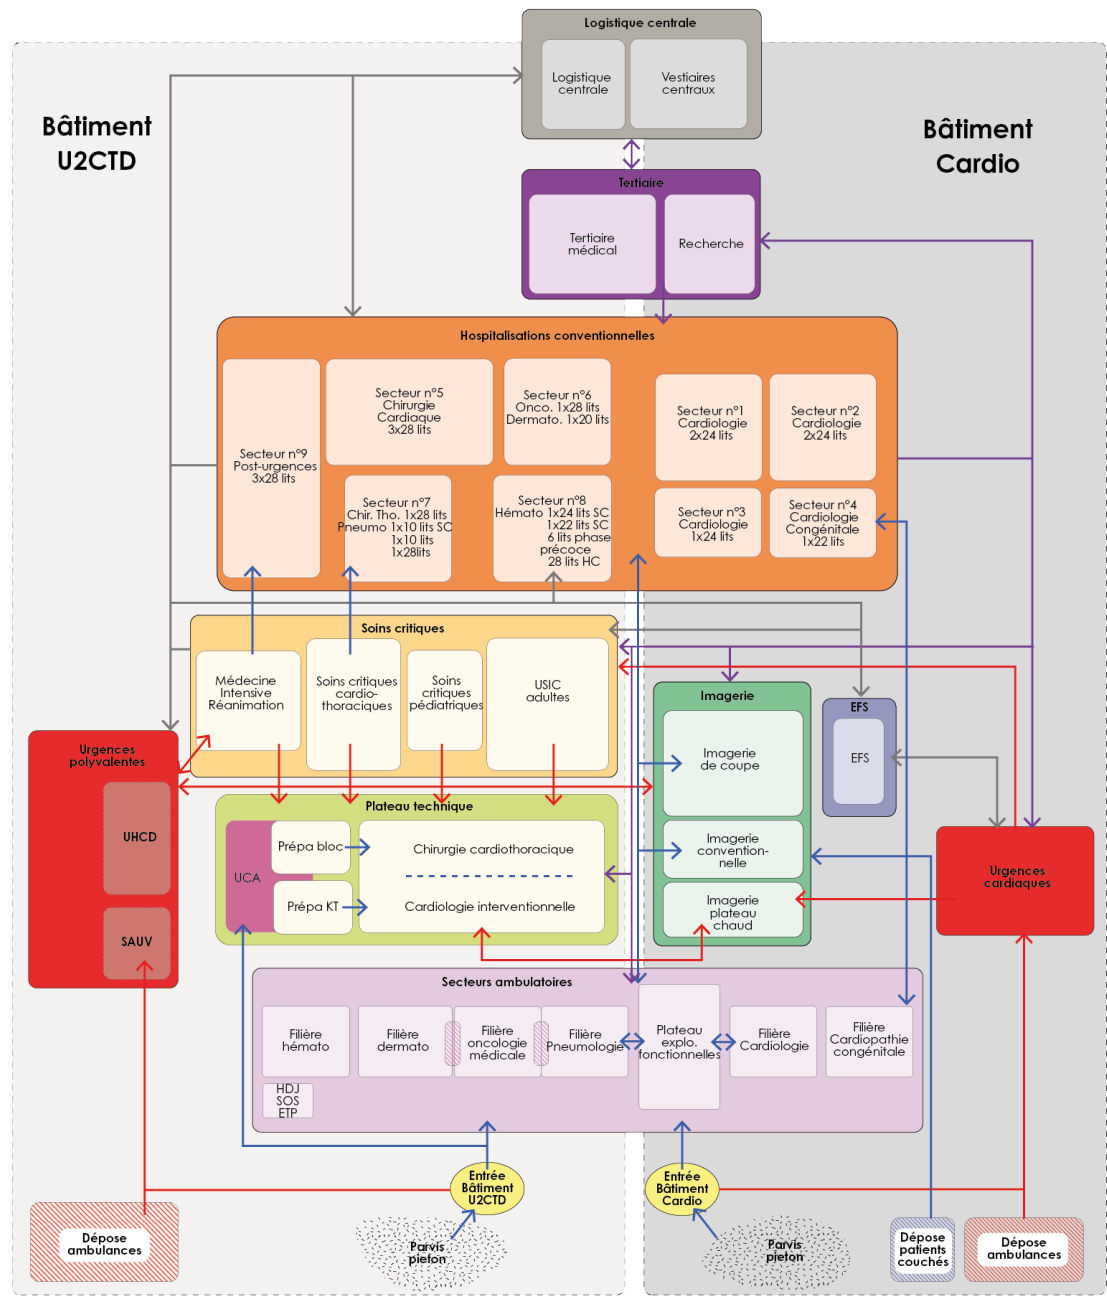 Logistique centrale
Logistique
centrale
Vestiaires
centraux
Bâtiment
U2CTD
Bâtiment
Cardio
Tertiaire
Tertiaire
médical
Recherche
Hospitalisations conventionnelles
Secteur n°9
Post-urgences
3x28 lits
Secteur n°5
Chirurgie
Cardiaque
3x28 lits
Secteur n°6
Onco. 1x28 lits
Dermato. 1x20 lits
Secteur n°1
Cardiologie
2x24 lits
Secteur n°2
Cardiologie
2x24 lits
Secteur n°7
Chir. Tho. 1x28 lits
Pneumo 1x10 lits SC
1x10 lits
1x28lits
Secteur n°8
Hémato 1x24 lits SC
1x22 lits SC
6 lits phase
précoce
28 lits HC
Secteur n°3
Cardiologie
1x24 lits
Secteur n°4
Cardiologie
Congénitale
1x22 lits
Soins critiques
Médecine
Intensive
Réanimation
Soins critiques
cardio-
thoraciques
Soins
critiques
pédiatriques
USIC
adultes
Imagerie
Imagerie
de coupe
Imagerie
convention-
nelle
Imagerie
plateau
chaud
EFS
EFS
Urgences
polyvalentes
UHCD
SAUV
Plateau technique
UCA
Prépa bloc
Prépa KT
Chirurgie cardiothoracique
Cardiologie interventionnelle
Urgences
cardiaques
Secteurs ambulatoires
Filière
hémato
Filière
dermato
Filière
oncologie
médicale
Filière
Pneumologie
Plateau
explo.
fonctionnelles
Filière
Cardiologie
Filière
Cardiopathie
congénitale
HDJ
SOS
ETP
Entrée
Bâtiment
U2CTD
Entrée
Bâtiment
Cardio
Dépose
ambulances
Parvis
pieton
Parvis
pieton
Dépose
patients
couchés
Dépose
ambulances